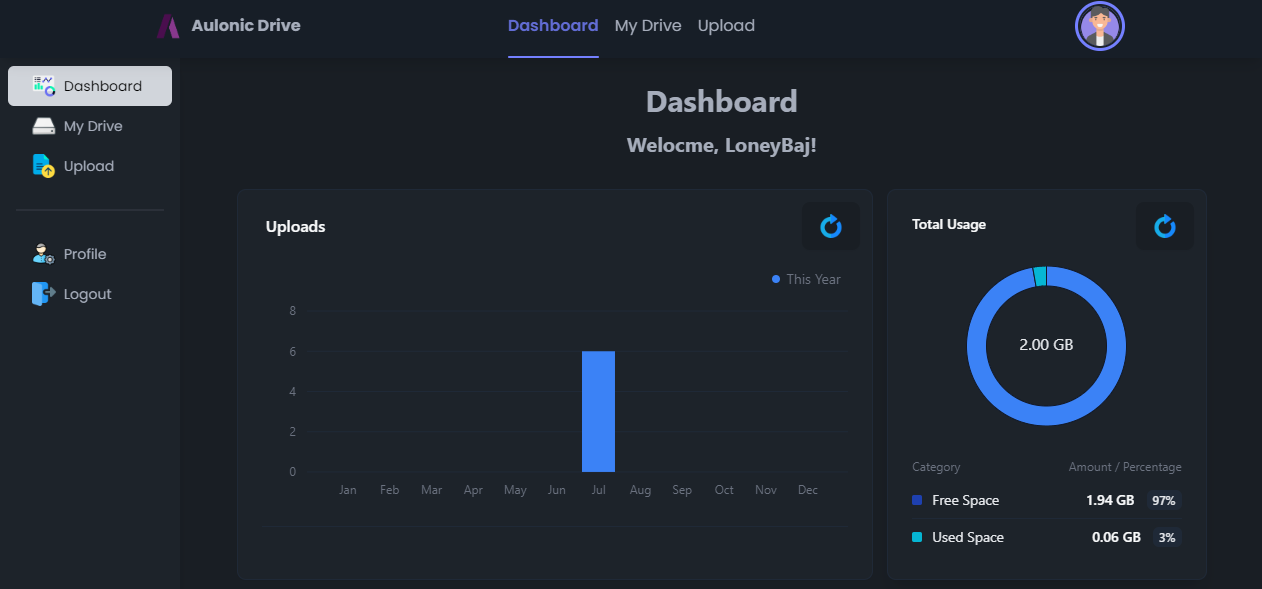 Aulonic Drive
Dashboard My Drive Upload
Dashboard
My Drive
Upload
Profile
Logout
Dashboard
Welocme, LoneyBaj!
Uploads
This Year
8
6
4
2
0
Jan Feb Mar Apr May Jun Jul Aug Sep Oct Nov Dec
Total Usage
2.00 GB
Category Amount / Percentage
Free Space 1.94 GB 97%
Used Space 0.06 GB 3%